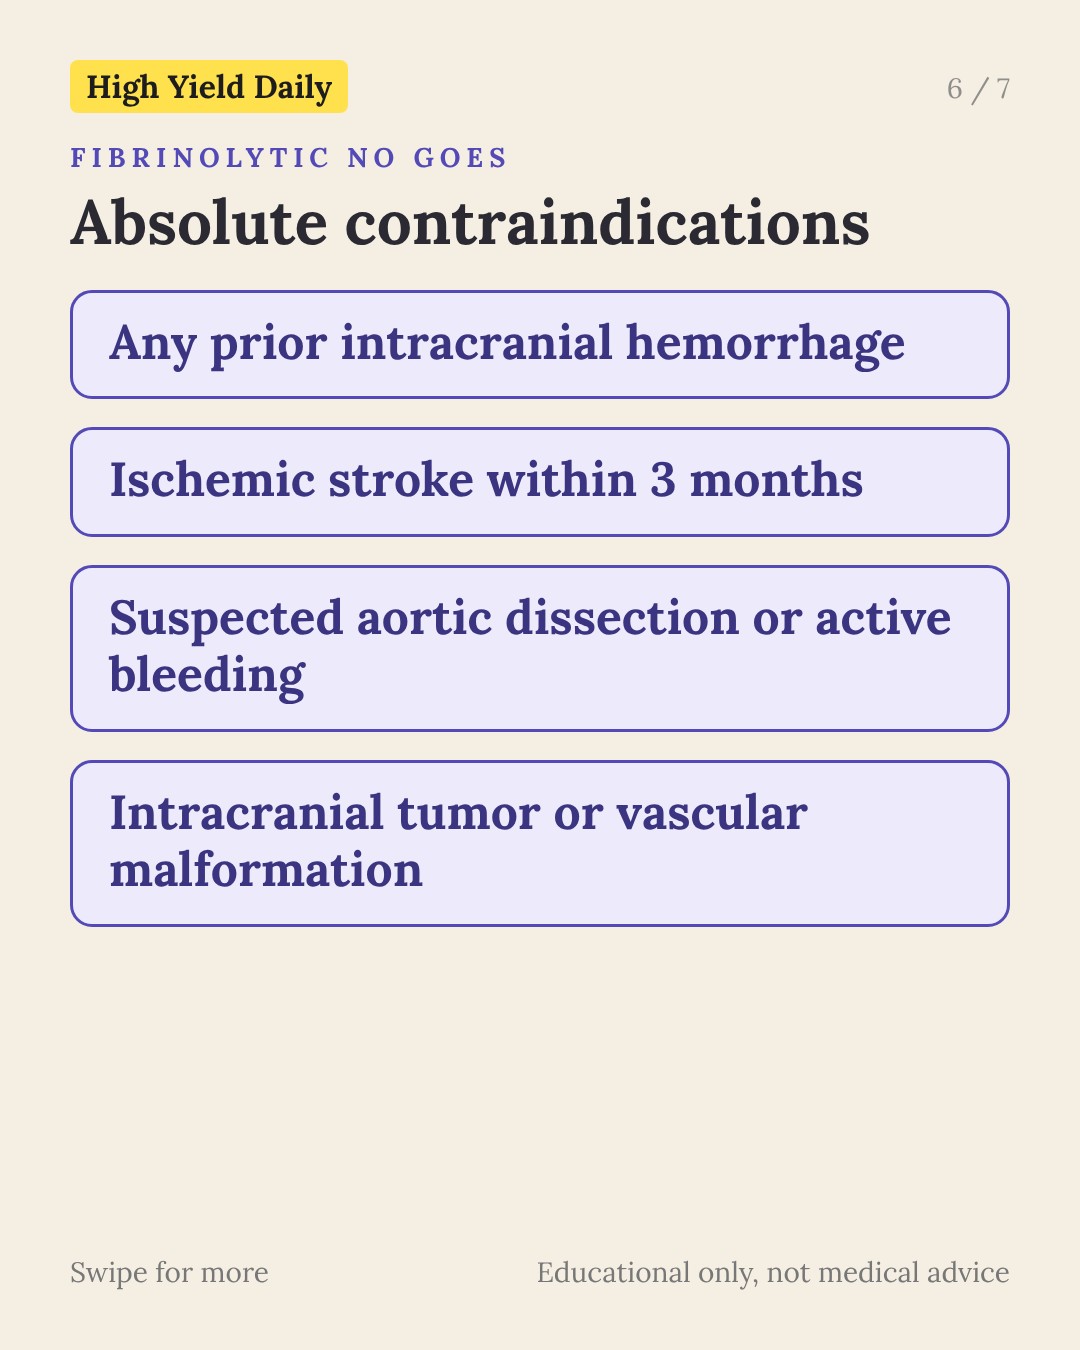 High Yield Daily
6 / 7
FIBRINOLYTIC NO GOES
Absolute contraindications
Any prior intracranial hemorrhage
Ischemic stroke within 3 months
Suspected aortic dissection or active
bleeding
Intracranial tumor or vascular
malformation
Swipe for more
Educational only, not medical advice